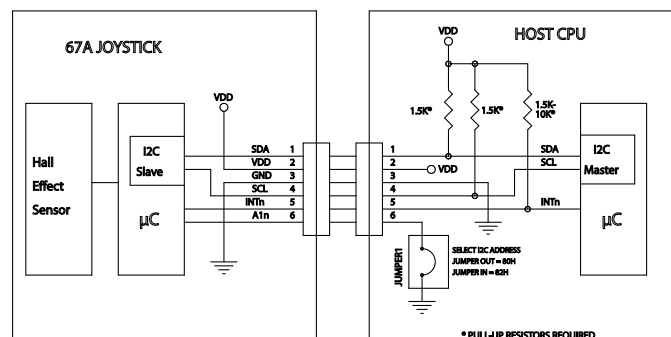 67A JOYSTICK
HOST CPU
VDD
VDD
1.5K*
1.5K*
1.5K-
10K*
I2C
Slave
Hall
Effect
Sensor
µC
SDA 1
VDD 2
GND 3
SCL 4
INTn 5
A1n 6
1
2
3
4
5
6
VDD
SDA
SCL
INTn
I2C
Master
µC
JUMPER1
SELECT I2C ADDRESS
JUMPER OUT = 80H
JUMPER IN = 82H
* PULL-UP RESISTORS REQUIRED